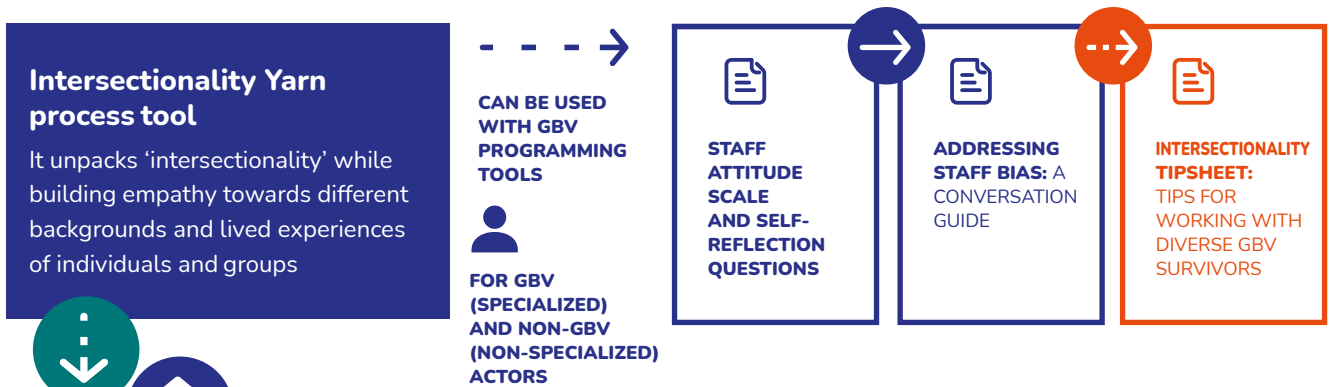 Intersectionality Yarn
process tool
It unpacks ‘intersectionality’ while
building empathy towards different
backgrounds and lived experiences
of individuals and groups
CAN BE USED
WITH GBV
PROGRAMMING
TOOLS
FOR GBV
(SPECIALIZED)
AND NON-GBV
(NON-SPECIALIZED)
ACTORS
STAFF
ATTITUDE
SCALE
AND SELF-
REFLECTION
QUESTIONS
ADDRESSING
STAFF BIAS: A
CONVERSATION
GUIDE
INTERSECTIONALITY
TIPSHEET:
TIPS FOR
WORKING WITH
DIVERSE GBV
SURVIVORS